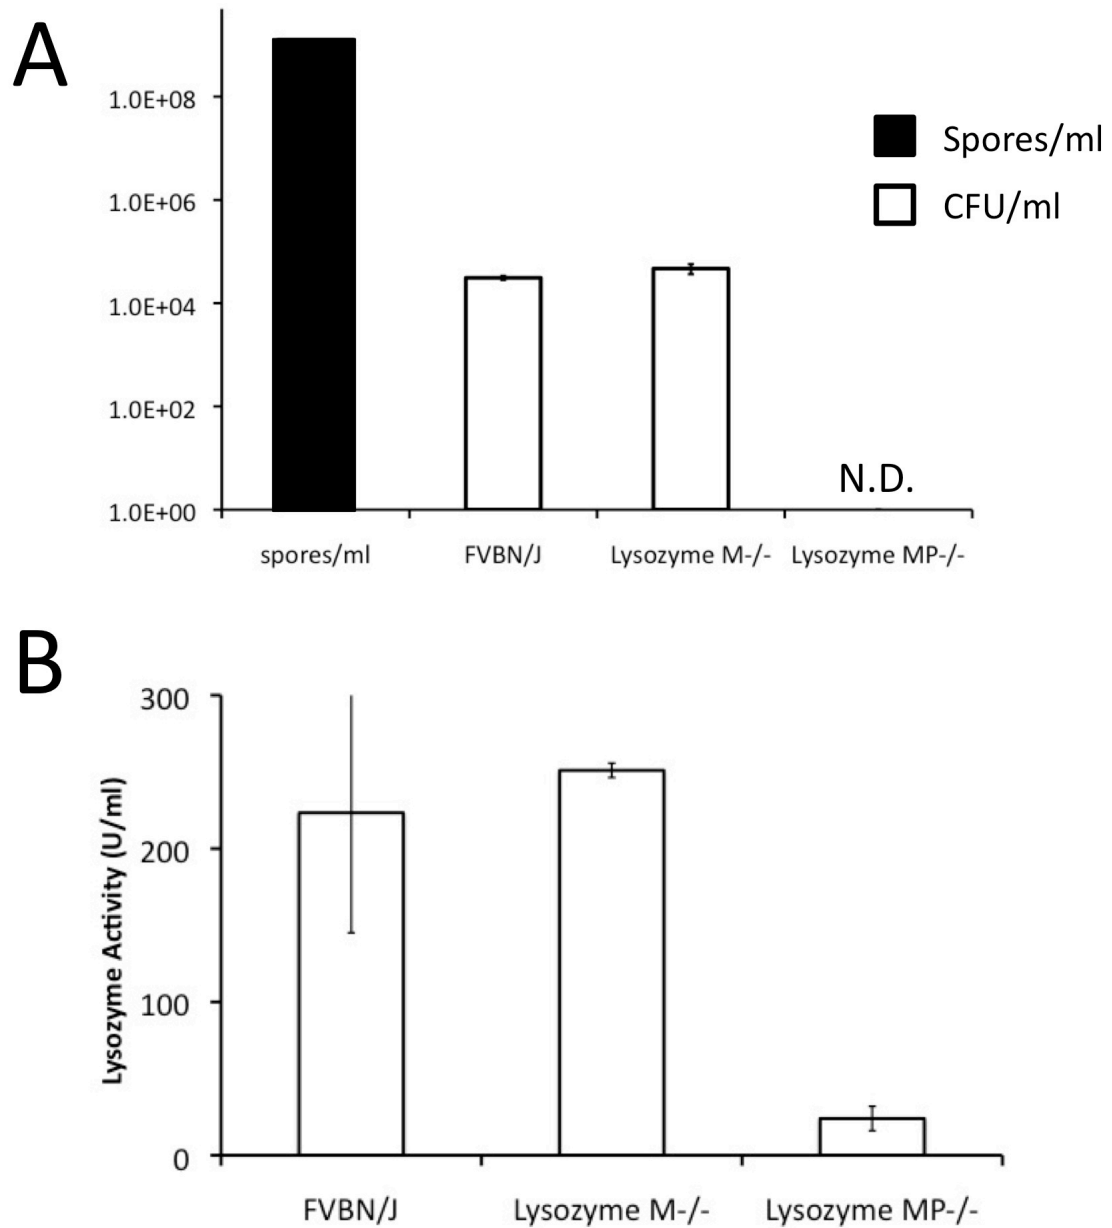 A
1.0E+08
1.0E+06
1.0E+04
1.0E+02
1.0E+00
Spores/ml
CFU/ml
N.D.
spores/ml FVBN/J Lysozyme M-/- Lysozyme MP-/-
B
Lysozyme Activity (U/ml)
300
200
100
0
FVBN/J Lysozyme M-/- Lysozyme MP-/-